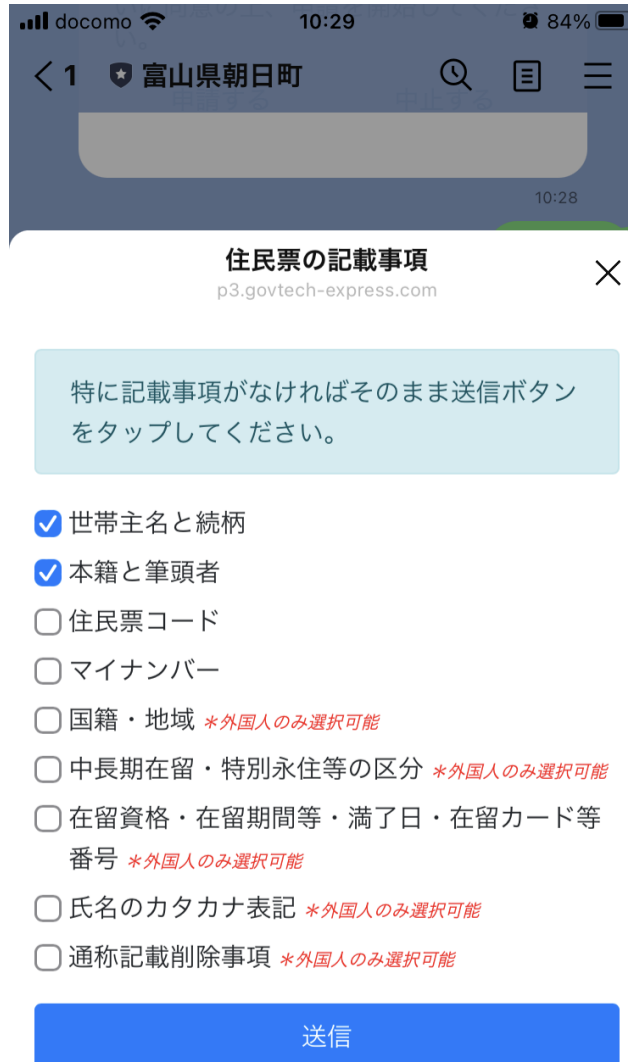 docomo 10:29 84%
い。
1 富山県朝日町
申請する 中止する
10:28
住民票の記載事項
p3.govtech-express.com
特に記載事項がなければそのまま送信ボタン
をタップしてください。
世帯主名と続柄
本籍と筆頭者
住民票コード
マイナンバー
国籍・地域 *外国人のみ選択可能
中長期在留・特別永住等の区分 *外国人のみ選択可能
在留資格・在留期間等・満了日・在留カード等
番号 *外国人のみ選択可能
氏名のカタカナ表記 *外国人のみ選択可能
通称記載削除事項 *外国人のみ選択可能
送信